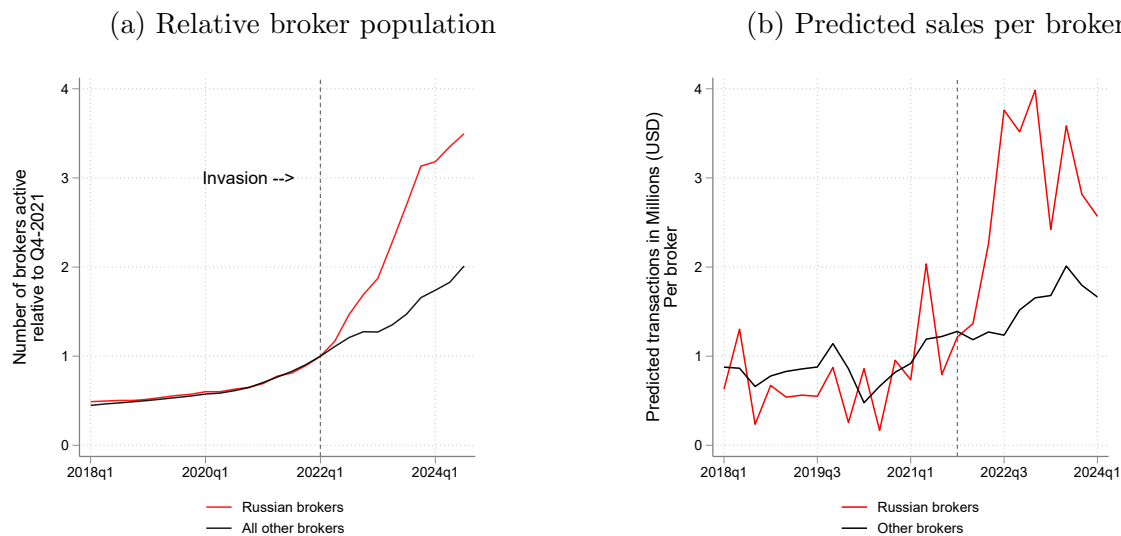 (a) Relative broker population
Number of brokers active
relative to Q4-2021
4
3
2
1
0
Invasion -->
2018q1
2020q1
2022q1
2024q1
Russian brokers
All other brokers
(b) Predicted sales per broker
Predicted transactions in Millions (USD)
Per broker
4
3
2
1
0
2018q1
2019q3
2021q1
2022q3
2024q1
Russian brokers
Other brokers